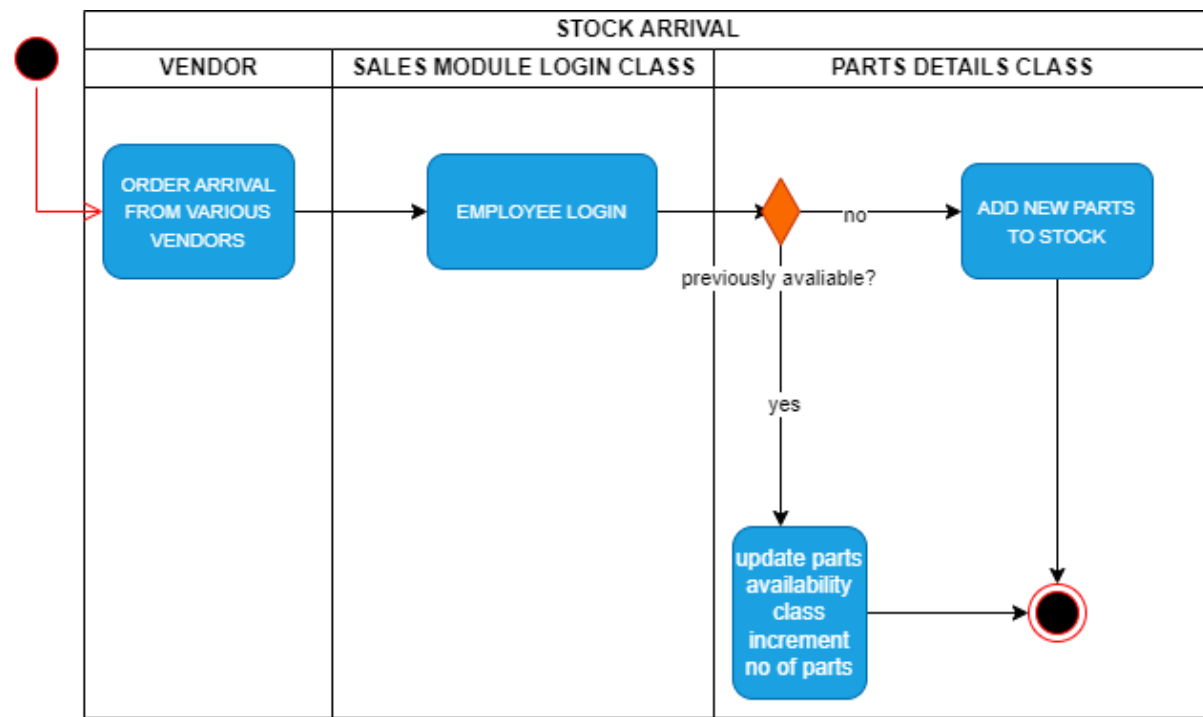 STOCK ARRIVAL
VENDOR
SALES MODULE LOGIN CLASS
PARTS DETAILS CLASS
ORDER ARRIVAL
FROM VARIOUS
VENDORS
EMPLOYEE LOGIN
no
ADD NEW PARTS
TO STOCK
previously avaliable?
yes
update parts
availability
class
increment
no of parts